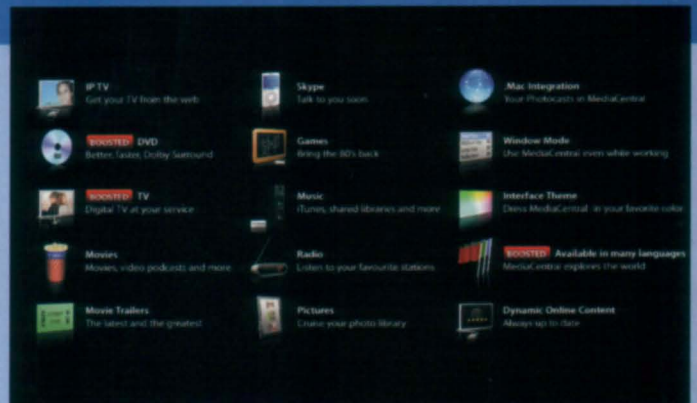 IPTV
Get your TV from the web
BOOSTED DVD
Better, faster, Dolby Surround
BOOSTED TV
Digital TV at your service
Movies
Movies, video podcasts and more
Movie Trailers
The latest and the greatest
Skype
Talk to you soon
Games
Bring the 80's back
Music
iTunes, shared libraries and more
Radio
Listen to your favourite stations
Pictures
Cruise your photo library
.Mac Integration
Your Photocasts in MediaCentral
Window Mode
Use MediaCentral even while working
Interface Theme
Dress MediaCentral in your favorite color
BOOSTED Available in many languages
MediaCentral explores the world
Dynamic Online Content
Always up to date